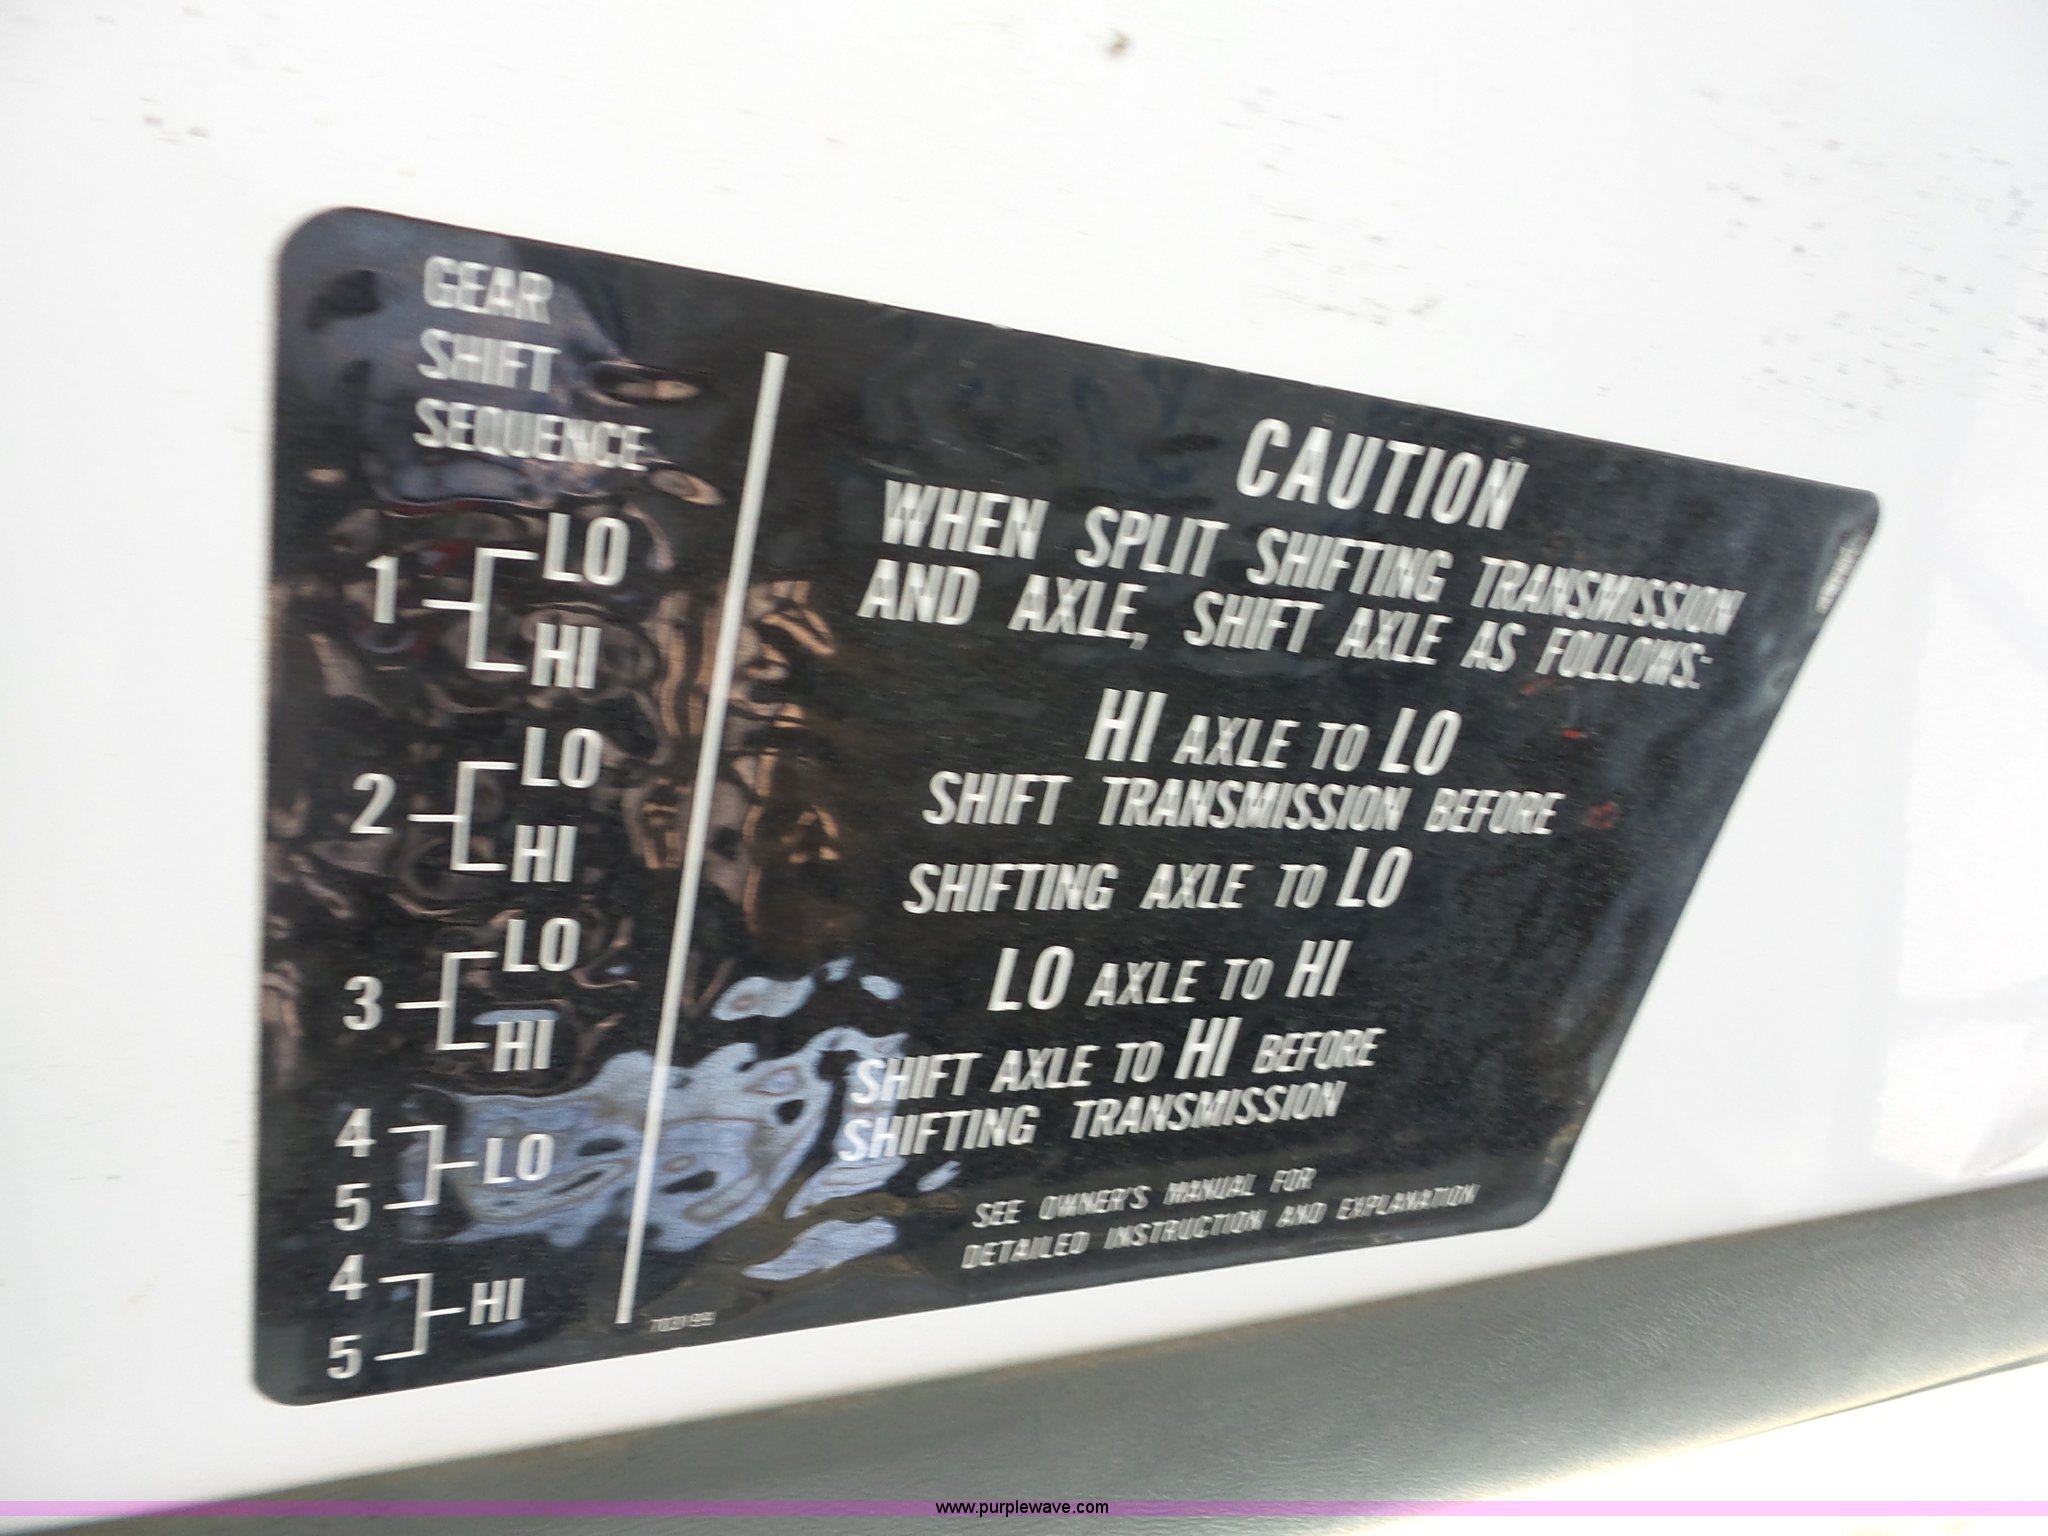 GEAR
SHIFT
SEQUENCE
1 LO
HI
2 LO
HI
3 LO
HI
4
5 LO
4
5 HI
CAUTION
WHEN SPLIT SHIFTING TRANSMISSION
AND AXLE, SHIFT AXLE AS FOLLOWS:
HI AXLE TO LO
SHIFT TRANSMISSION BEFORE
SHIFTING AXLE TO LO
LO AXLE TO HI
SHIFT AXLE TO HI BEFORE
SHIFTING TRANSMISSION
SEE OWNER'S MANUAL FOR
DETAILED INSTRUCTION AND EXPLANATION
www.purplewave.com